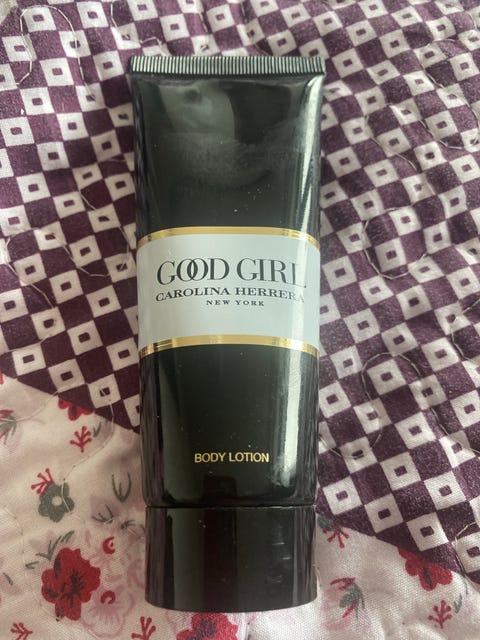 GOOD GIRL
CAROLINA HERRERA
NEW YORK
BODY LOTION